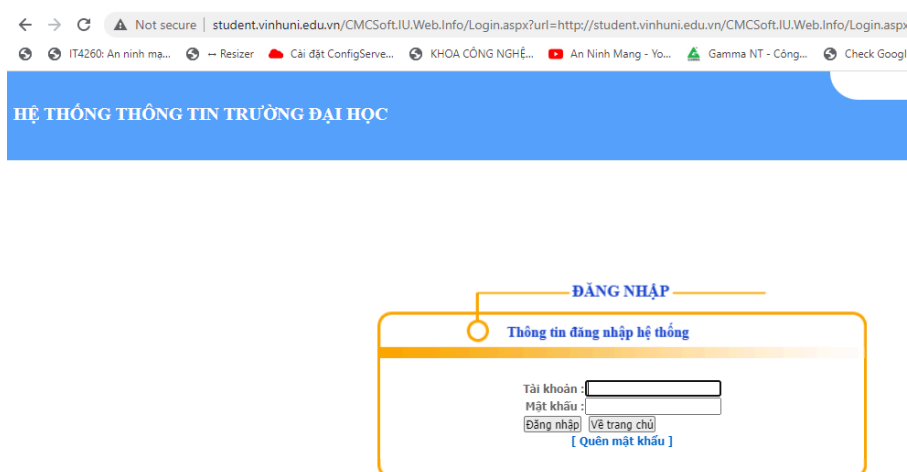 Not secure | student.vinhuni.edu.vn/CMCSoft.IU.Web.Info/Login.aspx?url=http://student.vinhuni.edu.vn/CMCSoft.IU.Web.Info/Login.aspx
IT4260: An ninh mạ... ↔ Resizer Cài đặt ConfigServe... KHOA CÔNG NGHÊ... An Ninh Mang - Yo... Gamma NT - Công... Check Googl
HỆ THỐNG THÔNG TIN TRƯỜNG ĐẠI HỌC
ĐĂNG NHẬP
Thông tin đăng nhập hệ thống
Tài khoản :
Mật khẩu :
Đăng nhập Về trang chủ
[ Quên mật khẩu ]